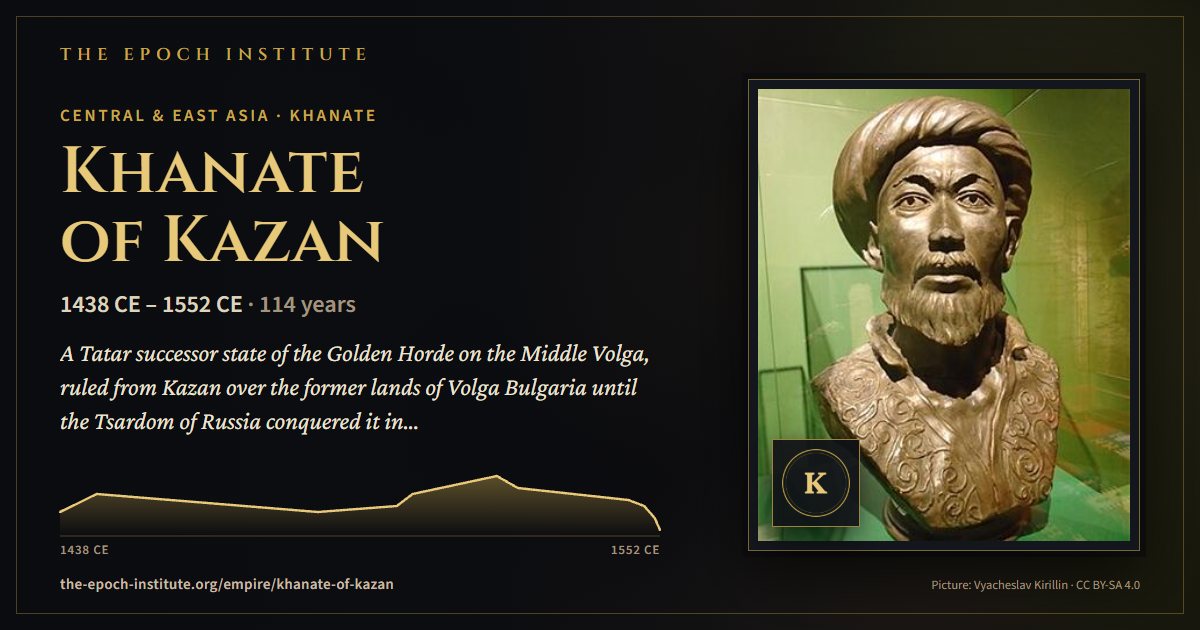 THE EPOCH INSTITUTE
CENTRAL & EAST ASIA · KHANATE
KHANATE
OF KAZAN
1438 CE – 1552 CE · 114 years
A Tatar successor state of the Golden Horde on the Middle Volga,
ruled from Kazan over the former lands of Volga Bulgaria until
the Tsardom of Russia conquered it in...
K
1438 CE
1552 CE
the-epoch-institute.org/empire/khanate-of-kazan
Picture: Vyacheslav Kirillin · CC BY-SA 4.0